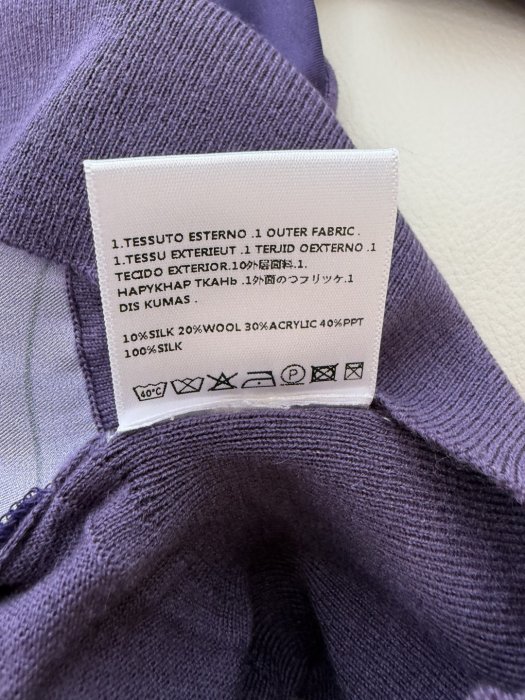 1.TESSUTO ESTERNO .1 OUTER FABRIC .
1.TESSU EXTERIEUT .1 TERJID OEXTERNO .1
TECIDO EXTERIOR.10外层面料.1.
HAPYKHAP TKAHb .1外面のつフリッケ.1
DIS KUMAS .
10%SILK 20%WOOL 30%ACRYLIC 40%PPT
100%SILK
40°C P